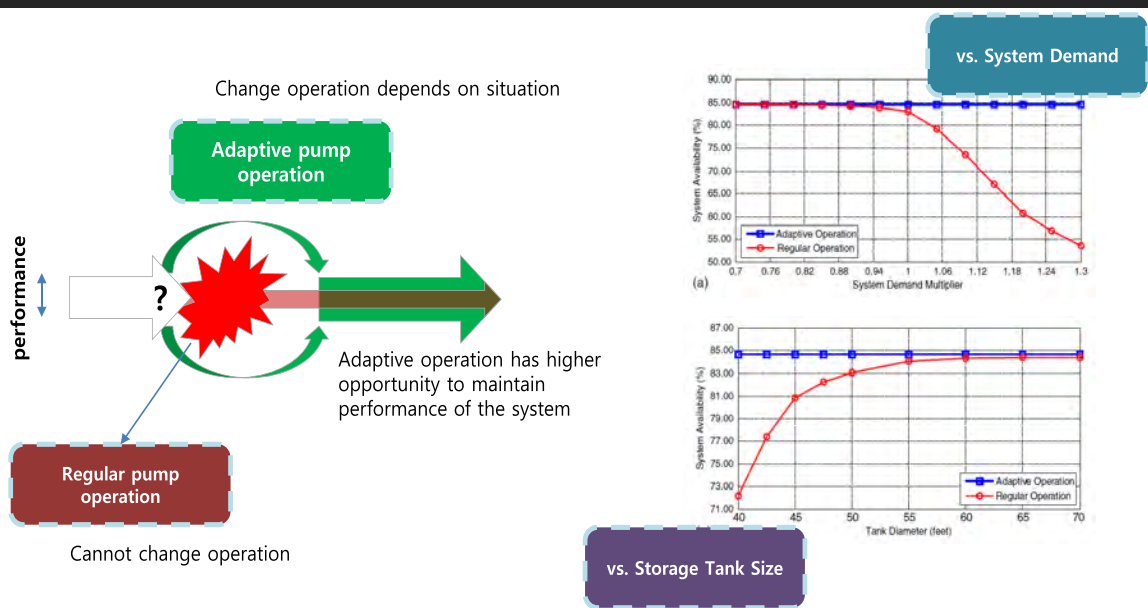 Change operation depends on situation
Adaptive pump
operation
performance
?
Adaptive operation has higher
opportunity to maintain
performance of the system
Regular pump
operation
Cannot change operation
vs. System Demand
System Availability (%)
90.00
85.00
80.00
75.00
70.00
65.00
60.00
55.00
50.00
Adaptive Operation
Regular Operation
0.7 0.76 0.82 0.88 0.94 1 1.06 1.12 1.18 1.24 1.3
System Demand Multiplier
(a)
System Availability (%)
87.00
85.00
83.00
81.00
79.00
77.00
75.00
73.00
71.00
Adaptive Operation
Regular Operation
40 45 50 55 60 65 70
Tank Diameter (feet)
vs. Storage Tank Size